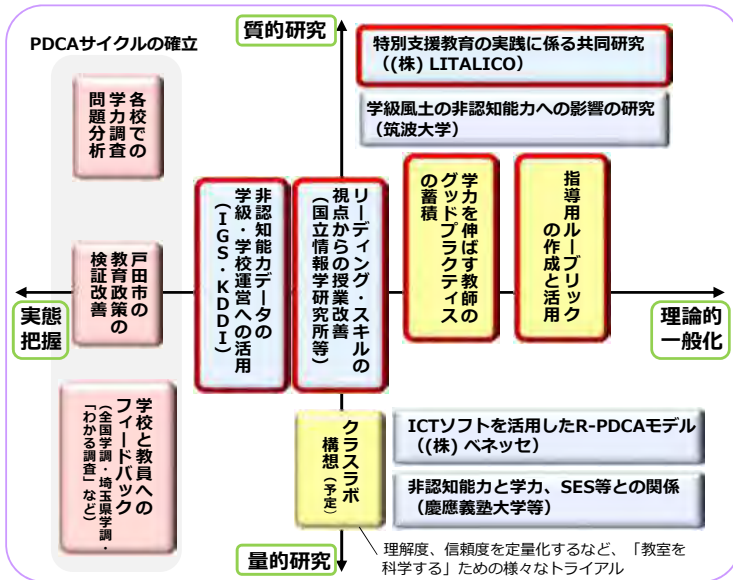 質的研究
PDCAサイクルの確立
各校での
学力調査
問題分析
戸田市の
教育政策の
検証改善
学校と教員への
フィードバック
(全国学調・埼玉県学調・
「わかる調査」など)
実態
把握
非認知能力データの
学級・学校運営への活用
(IGS・KDDI)
リーディング・スキルの
視点からの授業改善
(国立情報学研究所等)
特別支援教育の実践に係る共同研究
((株) LITALICO)
学級風土の非認知能力への影響の研究
(筑波大学)
学力を伸ばす教師の
グッドプラクティス
の蓄積
指導用ルーブリック
の作成と活用
理論的
一般化
クラスラボ
構想(予定)
ICTソフトを活用したR-PDCAモデル
((株) ベネッセ)
非認知能力と学力、SES等との関係
(慶應義塾大学等)
量的研究
理解度、信頼度を定量化するなど、「教室を
科学する」ための様々なトライアル